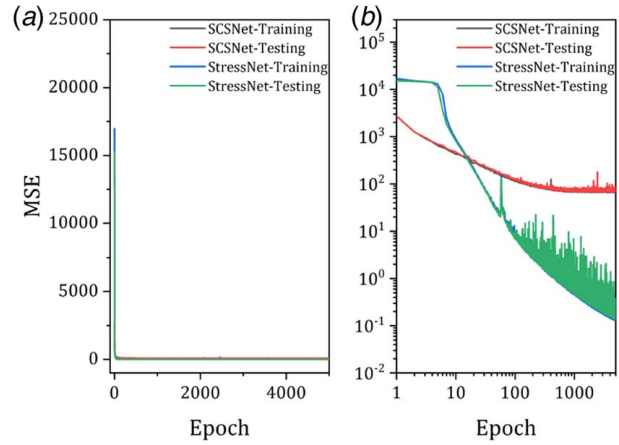 (a)
25000
20000
15000
10000
5000
0
MSE
SCSNet-Training
SCSNet-Testing
StressNet-Training
StressNet-Testing
0 2000 4000
Epoch
(b)
10^5
10^4
10^3
10^2
10^1
10^0
10^-1
10^-2
SCSNet-Training
SCSNet-Testing
StressNet-Training
StressNet-Testing
1 10 100 1000
Epoch